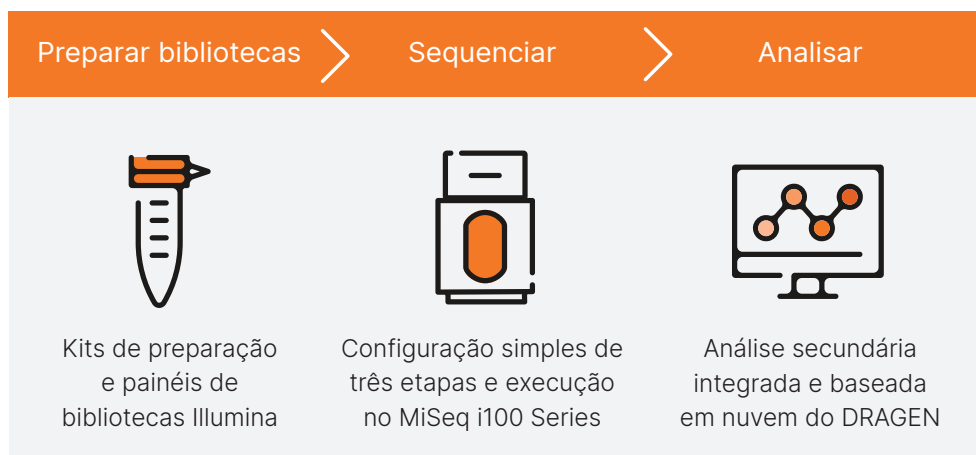 Preparar bibliotecas
Sequenciar
Analisar
Kits de preparação
e painéis de
bibliotecas Illumina
Configuração simples de
três etapas e execução
no MiSeq i100 Series
Análise secundária
integrada e baseada
em nuvem do DRAGEN